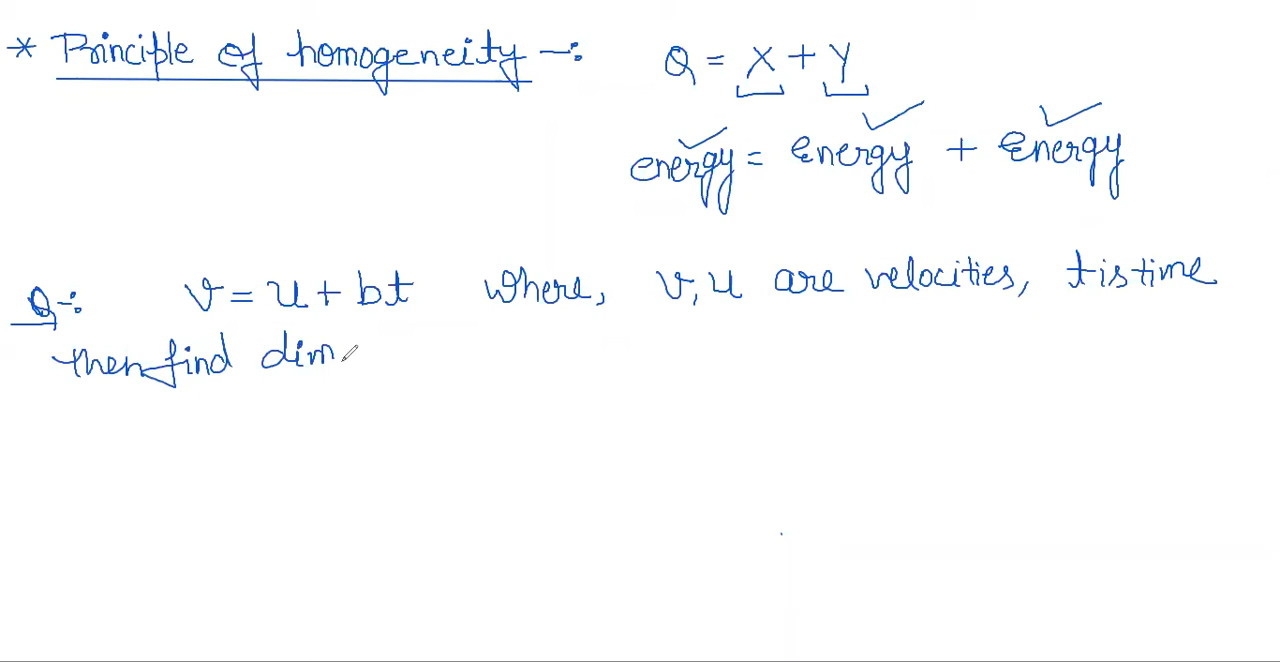 * Principle of homogeneity -: Q = X + Y
energy = Energy + Energy
Q-: v = u + bt where, v, u are velocities, t is time
then find dim